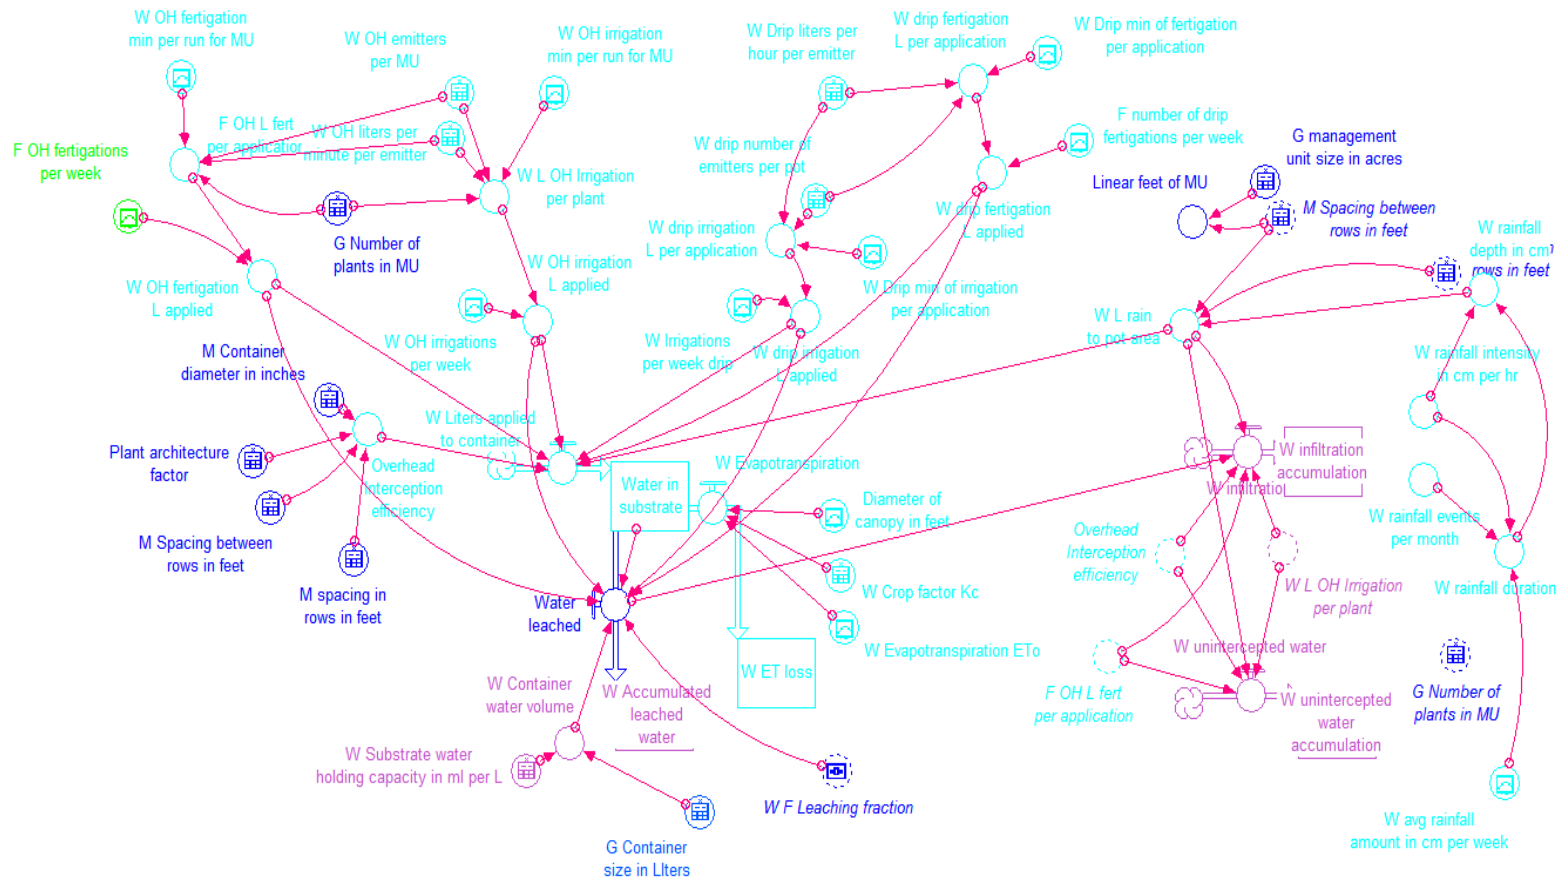 W OH fertigation
min per run for MU
W OH emitters
per MU
W OH irrigation
min per run for MU
W Drip liters per
hour per emitter
W drip fertigation
L per application
W Drip min of fertigation
per application
F OH fertigations
per week
F OH L fert
per application
W OH liters per
minute per emitter
W L OH Irrigation
per plant
G Number of
plants in MU
W drip number of
emitters per pot
F number of drip
fertigations per week
G management
unit size in acres
Linear feet of MU
M Spacing between
rows in feet
W rainfall
depth in cm
rows in feet
W OH fertigation
L applied
W OH irrigation
L applied
W drip irrigation
L per application
W drip fertigation
L applied
W Drip min of irrigation
per application
W OH irrigations
per week
W Irrigations
per week drip
W drip irrigation
L applied
W L rain
to pot area
W rainfall intensity
in cm per hr
M Container
diameter in inches
Plant architecture
factor
Overhead
Interception
efficiency
W Liters applied
to container
Water in
substrate
W Evapotranspiration
Diameter of
canopy in feet
W infiltration
accumulation
W infiltratio
W rainfall events
per month
M Spacing between
rows in feet
M spacing in
rows in feet
Water
leached
W Crop factor Kc
W Evapotranspiration ETo
Overhead
Interception
efficiency
W L OH Irrigation
per plant
W rainfall duration
W ET loss
W unintercepted water
F OH L fert
per application
W unintercepted
water
accumulation
G Number of
plants in MU
W Container
water volume
W Accumulated
leached
water
W Substrate water
holding capacity in ml per L
W F Leaching fraction
G Container
size in LIters
W avg rainfall
amount in cm per week